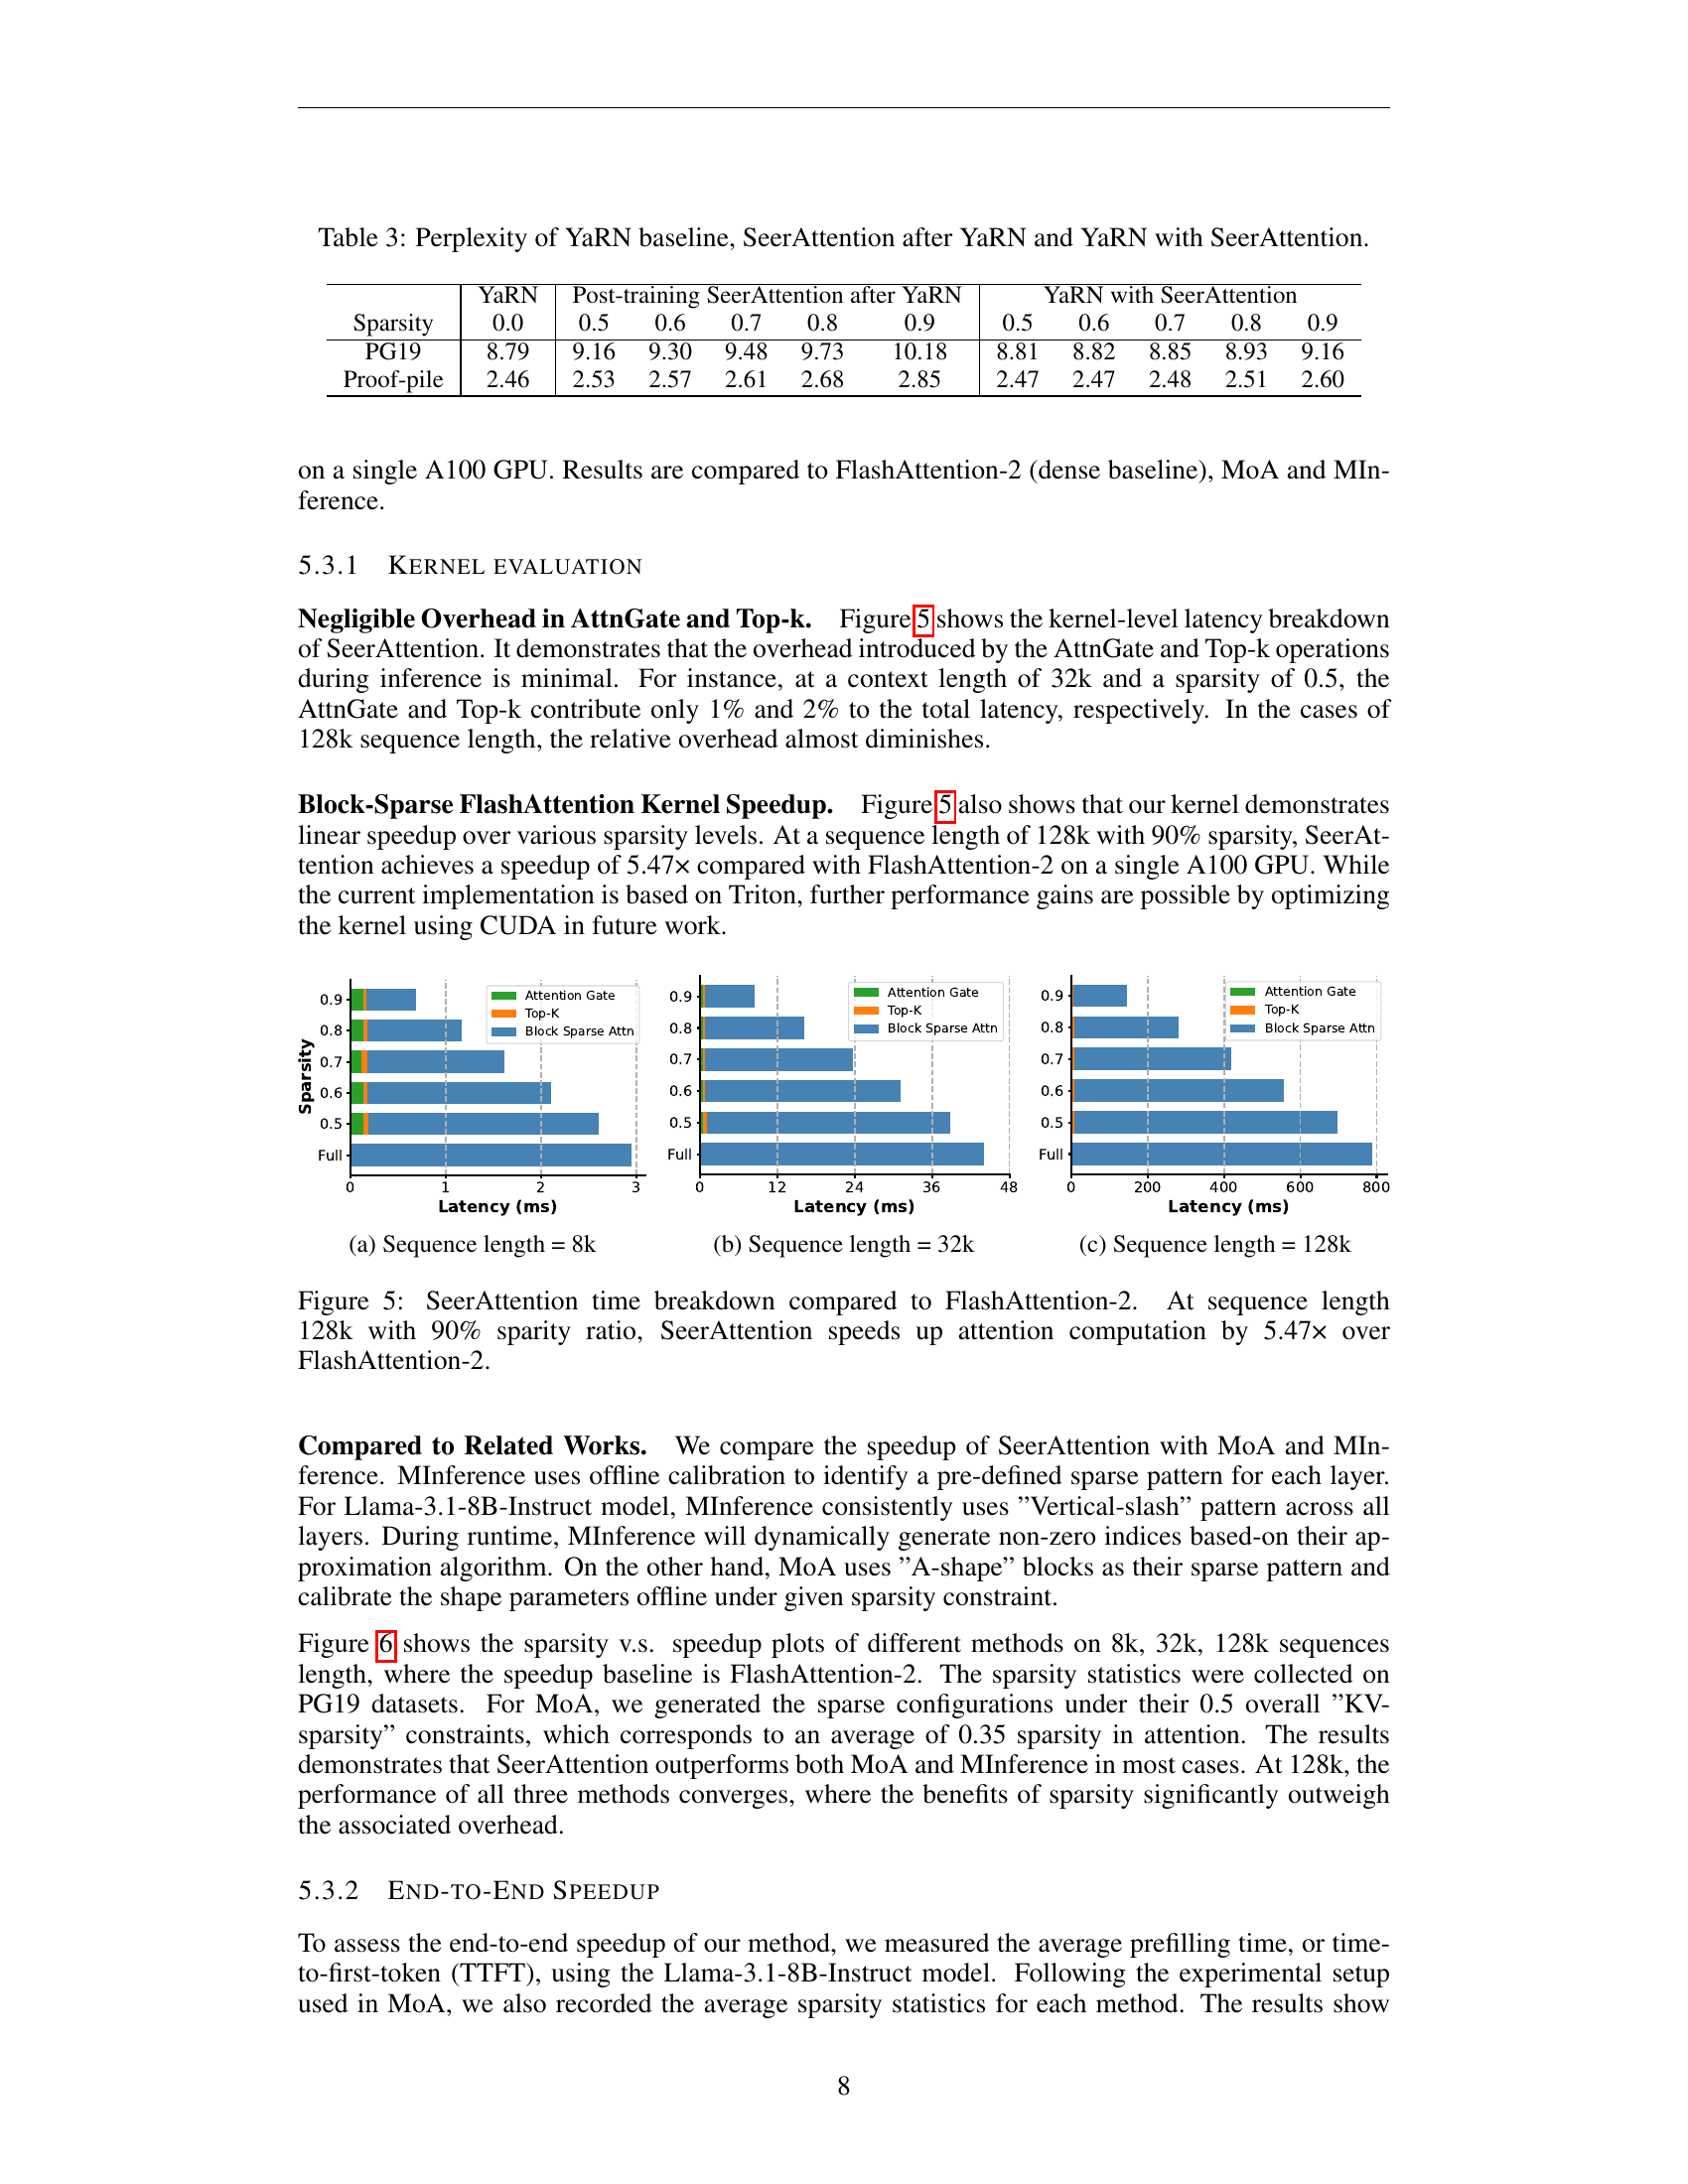 Table 3: Perplexity of YaRN baseline, SeerAttention after YaRN and YaRN with SeerAttention.
YaRN Post-training SeerAttention after YaRN YaRN with SeerAttention
Sparsity 0.0 0.5 0.6 0.7 0.8 0.9 0.5 0.6 0.7 0.8 0.9
PG19 8.79 9.16 9.30 9.48 9.73 10.18 8.81 8.82 8.85 8.93 9.16
Proof-pile 2.46 2.53 2.57 2.61 2.68 2.85 2.47 2.47 2.48 2.51 2.60
on a single A100 GPU. Results are compared to FlashAttention-2 (dense baseline), MoA and MIn-
ference.
5.3.1 KERNEL EVALUATION
Negligible Overhead in AttnGate and Top-k. Figure 5 shows the kernel-level latency breakdown
of SeerAttention. It demonstrates that the overhead introduced by the AttnGate and Top-k operations
during inference is minimal. For instance, at a context length of 32k and a sparsity of 0.5, the
AttnGate and Top-k contribute only 1% and 2% to the total latency, respectively. In the cases of
128k sequence length, the relative overhead almost diminishes.
Block-Sparse FlashAttention Kernel Speedup. Figure 5 also shows that our kernel demonstrates
linear speedup over various sparsity levels. At a sequence length of 128k with 90% sparsity, SeerAt-
tention achieves a speedup of 5.47× compared with FlashAttention-2 on a single A100 GPU. While
the current implementation is based on Triton, further performance gains are possible by optimizing
the kernel using CUDA in future work.
Sparsity
0.9
0.8
0.7
0.6
0.5
Full
Attention Gate
Top-K
Block Sparse Attn
0 1 2 3
Latency (ms)
(a) Sequence length = 8k
0.9
0.8
0.7
0.6
0.5
Full
Attention Gate
Top-K
Block Sparse Attn
0 12 24 36 48
Latency (ms)
(b) Sequence length = 32k
0.9
0.8
0.7
0.6
0.5
Full
Attention Gate
Top-K
Block Sparse Attn
0 200 400 600 800
Latency (ms)
(c) Sequence length = 128k
Figure 5: SeerAttention time breakdown compared to FlashAttention-2. At sequence length
128k with 90% sparity ratio, SeerAttention speeds up attention computation by 5.47× over
FlashAttention-2.
Compared to Related Works. We compare the speedup of SeerAttention with MoA and MIn-
ference. MInference uses offline calibration to identify a pre-defined sparse pattern for each layer.
For Llama-3.1-8B-Instruct model, MInference consistently uses ”Vertical-slash” pattern across all
layers. During runtime, MInference will dynamically generate non-zero indices based-on their ap-
proximation algorithm. On the other hand, MoA uses ”A-shape” blocks as their sparse pattern and
calibrate the shape parameters offline under given sparsity constraint.
Figure 6 shows the sparsity v.s. speedup plots of different methods on 8k, 32k, 128k sequences
length, where the speedup baseline is FlashAttention-2. The sparsity statistics were collected on
PG19 datasets. For MoA, we generated the sparse configurations under their 0.5 overall ”KV-
sparsity” constraints, which corresponds to an average of 0.35 sparsity in attention. The results
demonstrates that SeerAttention outperforms both MoA and MInference in most cases. At 128k, the
performance of all three methods converges, where the benefits of sparsity significantly outweigh
the associated overhead.
5.3.2 END-TO-END SPEEDUP
To assess the end-to-end speedup of our method, we measured the average prefilling time, or time-
to-first-token (TTFT), using the Llama-3.1-8B-Instruct model. Following the experimental setup
used in MoA, we also recorded the average sparsity statistics for each method. The results show
8